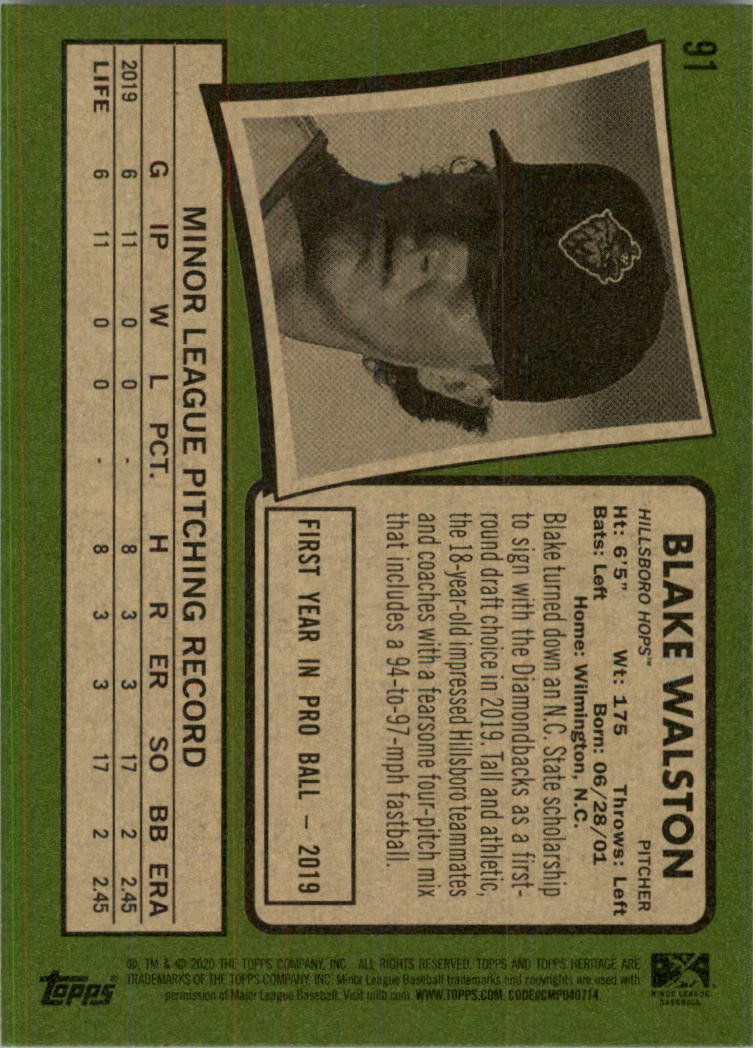 91
BLAKE WALSTON
HILLSBORO HOPS™ PITCHER
Ht: 6'5" Wt: 175 Throws: Left
Bats: Left Born: 06/28/01
Home: Wilmington, N.C.
Blake turned down an N.C. State scholarship
to sign with the Diamondbacks as a first-
round draft choice in 2019. Tall and athletic,
the 18-year-old impressed Hillsboro teammates
and coaches with a fearsome four-pitch mix
that includes a 94-to-97-mph fastball.
FIRST YEAR IN PRO BALL – 2019
MINOR LEAGUE PITCHING RECORD
G IP W L PCT. H R ER SO BB ERA
2019 6 11 0 0 - 8 3 3 17 2 2.45
LIFE 6 11 0 0 - 8 3 3 17 2 2.45
MINOR LEAGUE
BASEBALL
®, TM & © 2020 THE TOPPS COMPANY, INC. ALL RIGHTS RESERVED. TOPPS AND TOPPS HERITAGE ARE
TRADEMARKS OF THE TOPPS COMPANY, INC. Minor League Baseball trademarks and copyrights are used with
permission of Major League Baseball. Visit milb.com. WWW.TOPPS.COM. CODE#CMP040714
topps®